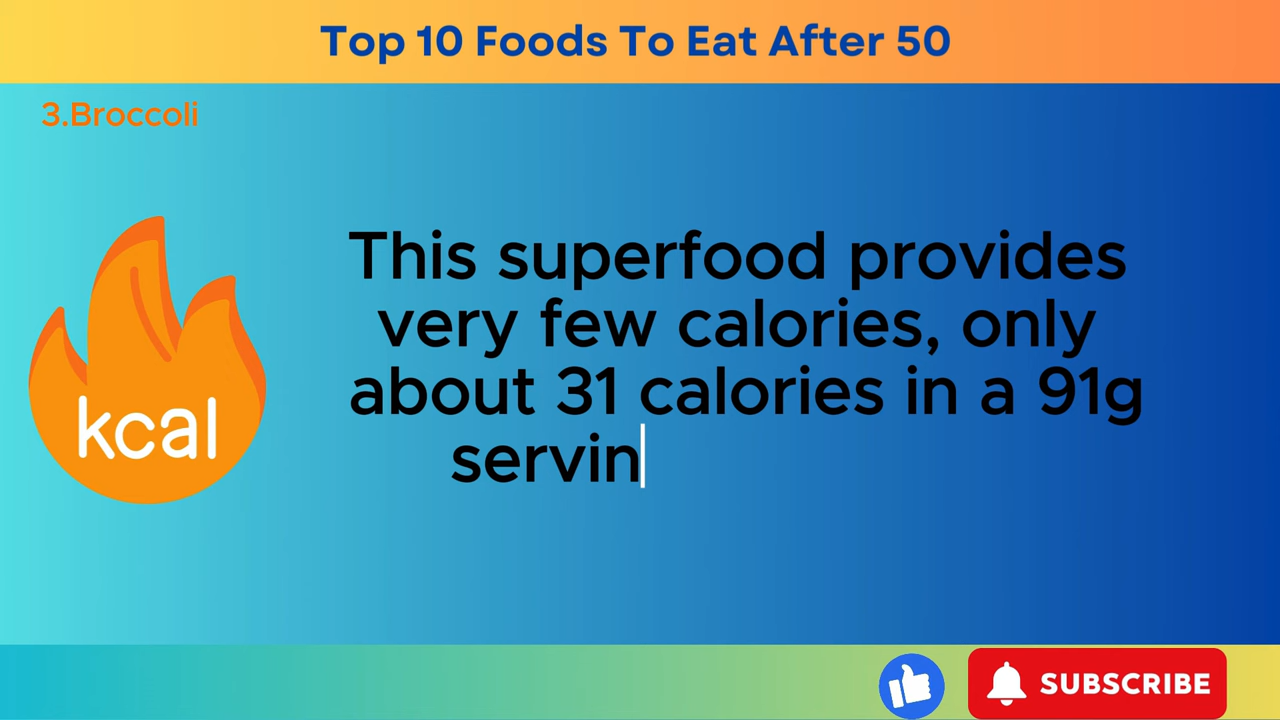 Top 10 Foods To Eat After 50
3.Broccoli
kcal
This superfood provides
very few calories, only
about 31 calories in a 91g
servin
SUBSCRIBE